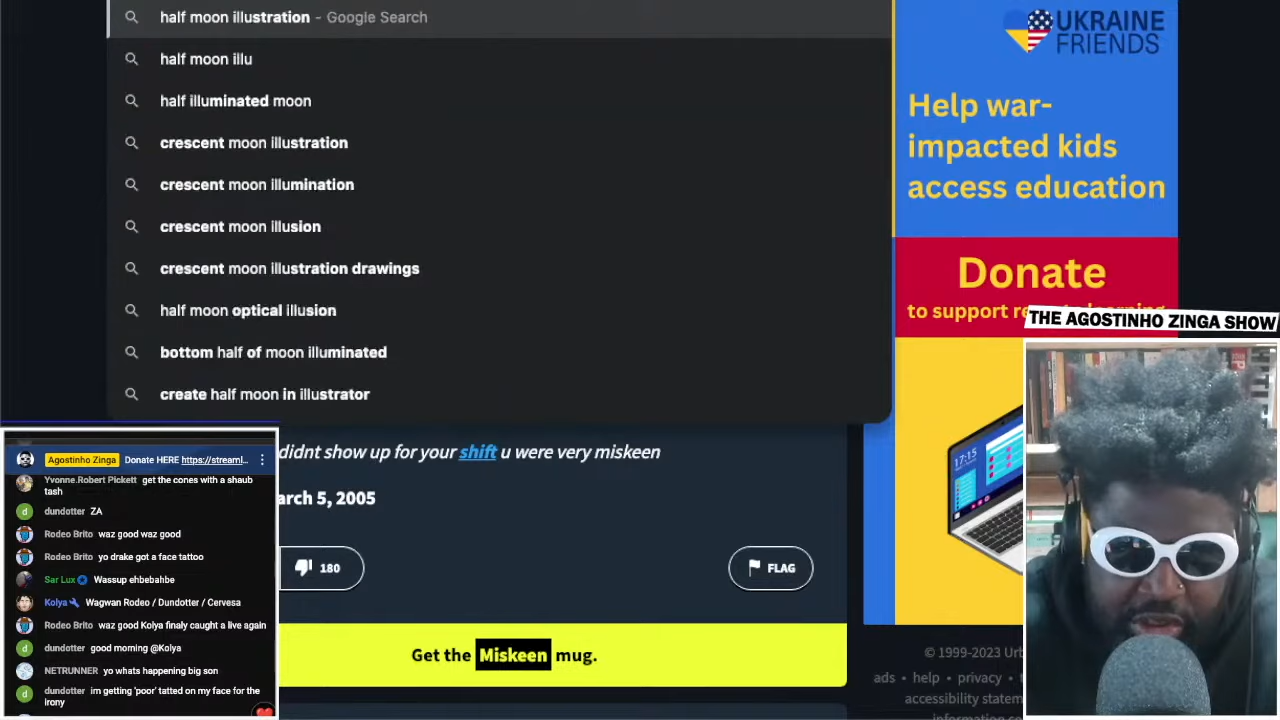 half moon illustration - Google Search
half moon illu
half illuminated moon
crescent moon illustration
crescent moon illumination
crescent moon illusion
crescent moon illustration drawings
half moon optical illusion
bottom half of moon illuminated
create half moon in illustrator
UKRAINE
FRIENDS
Help war-
impacted kids
access education
Donate
to support
THE AGOSTINHO ZINGA SHOW
17:15
didnt show up for your shift u were very miskeen
arch 5, 2005
180
FLAG
Get the Miskeen mug.
© 1999-2023
ads • help • privacy •
accessibility
Agostinho Zinga Donate HERE https://streaml...
Yvonne.Robert Pickett get the cones with a shaub
tash
dundotter ZA
Rodeo Brito waz good waz good
Rodeo Brito yo drake got a face tattoo
Sar Lux Wassup ehbebahbe
Kolya Wagwan Rodeo / Dundotter / Cervesa
Rodeo Brito waz good Kolya finaly caught a live again
dundotter good morning @Kolya
NETRUNNER yo whats happening big son
dundotter im getting 'poor' tatted on my face for the
irony